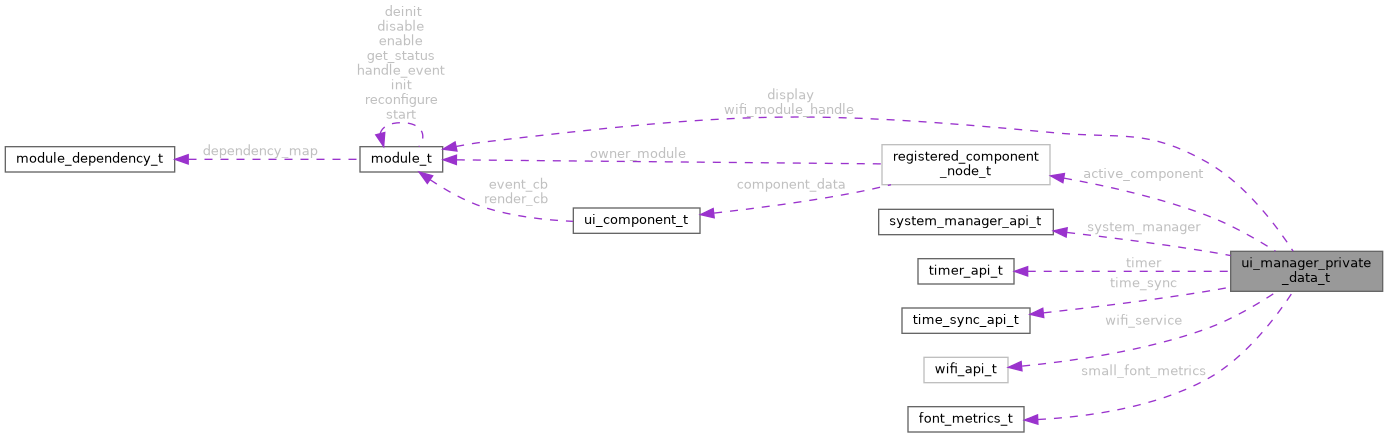 deinit
disable
enable
get_status
handle_event
init
reconfigure
start
display
wifi_module_handle
dependency_map
module_dependency_t
module_t
owner_module
registered_component
_node_t
active_component
event_cb
render_cb
component_data
ui_component_t
system_manager_api_t
system_manager
ui_manager_private
_data_t
timer_api_t
timer
time_sync
time_sync_api_t
wifi_service
wifi_api_t
small_font_metrics
font_metrics_t